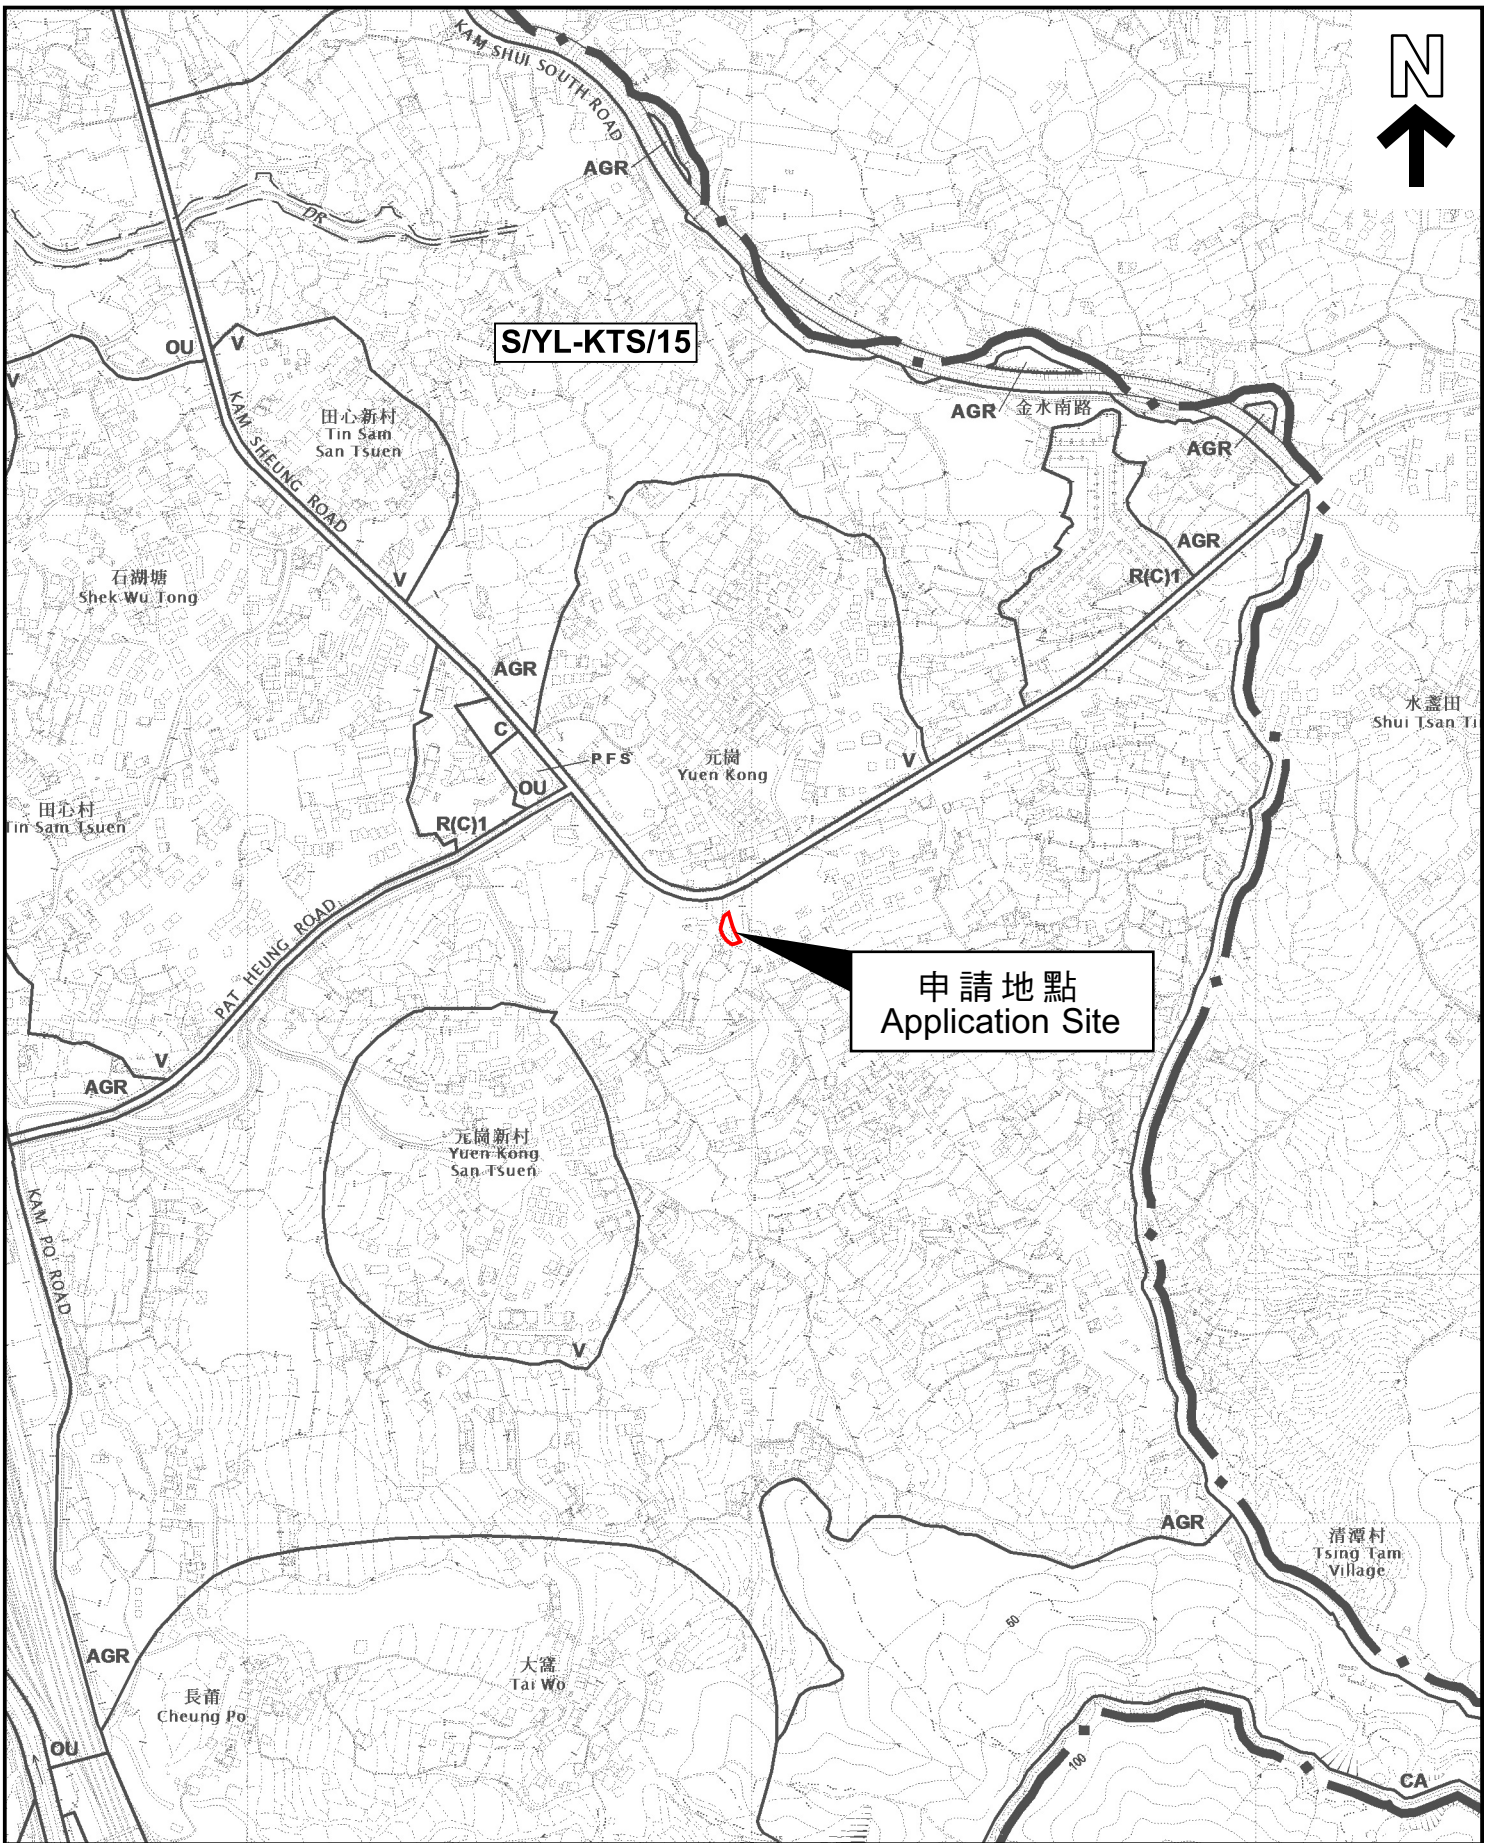 N
KAM SHUI SOUTH ROAD
AGR
DR
S/YL-KTS/15
OU
V
V
KAM SHEUNG ROAD
田心新村
Tin Sam
San Tsuen
AGR
金水南路
AGR
石湖塘
Shek Wu Tong
V
AGR
R(C)1
AGR
C
PFS
OU
R(C)1
元崗
Yuen Kong
V
水盞田
Shui Tsan Ti
田心村
Tin Sam Tsuen
PAT HEUNG ROAD
申請地點
Application Site
V
AGR
元崗新村
Yuen Kong
San Tsuen
KAM PO ROAD
V
AGR
清潭村
Tsing Tam
Village
50
AGR
大窩
Tai Wo
長莆
Cheung Po
OU
100
CA